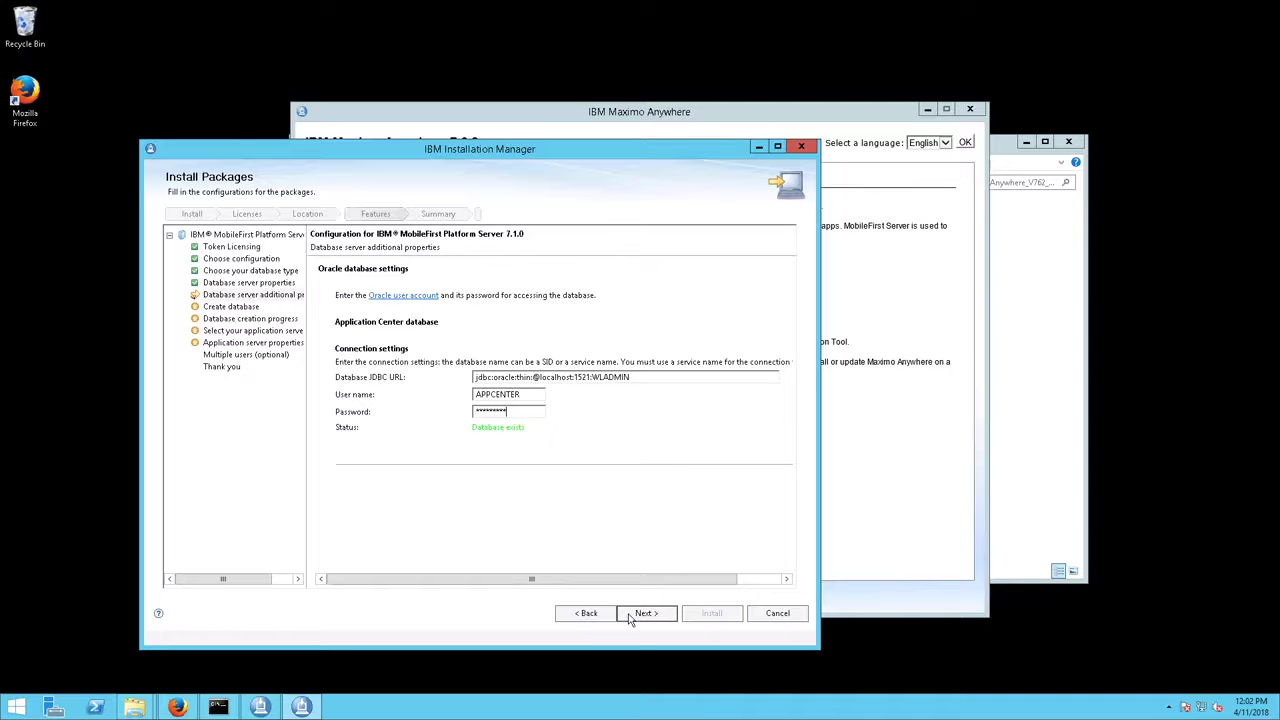 Recycle Bin
Mozilla
Firefox
IBM Maximo Anywhere
Select a language:
English
OK
IBM Installation Manager
Install Packages
Fill in the configurations for the packages.
Install
Licenses
Location
Features
Summary
IBM® MobileFirst Platform Serv
Token Licensing
Choose configuration
Choose your database type
Database server properties
Database server additional pr
Create database
Database creation progress
Select your application serve
Application server properties
Multiple users (optional)
Thank you
Configuration for IBM® MobileFirst Platform Server 7.1.0
Database server additional properties
Oracle database settings
Enter the Oracle user account and its password for accessing the database.
Application Center database
Connection settings
Enter the connection settings: the database name can be a SID or a service name. You must use a service name for the connection
Database JDBC URL: jdbc:oracle:thin:@localhost:1521:WLADMIN
User name: APPCENTER
Password: *********
Status: Database exists
< Back
Next >
Install
Cancel
Anywhere_V762_...
apps. MobileFirst Server is used to
on Tool.
all or update Maximo Anywhere on a
12:02 PM
4/11/2018